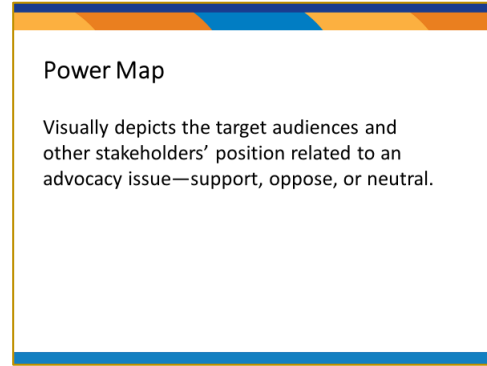 Power Map
Visually depicts the target audiences and
other stakeholders’ position related to an
advocacy issue—support, oppose, or neutral.